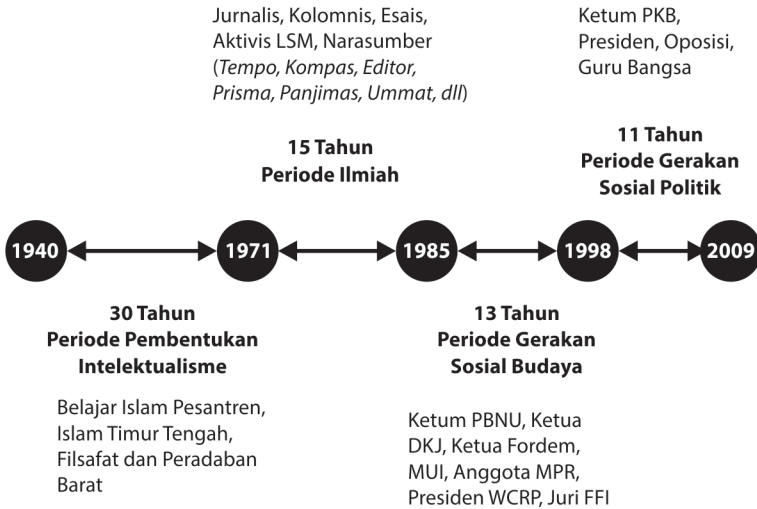 Jurnalis, Kolomnis, Esais,
Aktivis LSM, Narasumber
(Tempo, Kompas, Editor,
Prisma, Panjimas, Ummat, dll)
15 Tahun
Periode Ilmiah
Ketum PKB,
Presiden, Oposisi,
Guru Bangsa
11 Tahun
Periode Gerakan
Sosial Politik
1940
1971
1985
1998
2009
30 Tahun
Periode Pembentukan
Intelektualisme
Belajar Islam Pesantren,
Islam Timur Tengah,
Filsafat dan Peradaban
Barat
13 Tahun
Periode Gerakan
Sosial Budaya
Ketum PBNU, Ketua
DKJ, Ketua Fordem,
MUI, Anggota MPR,
Presiden WCRP, Juri FFI